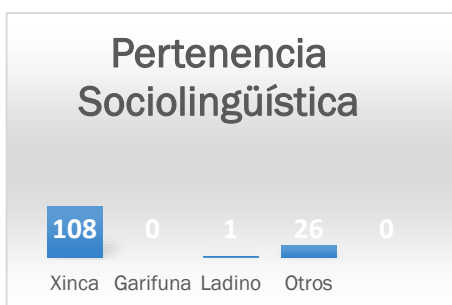 Pertenencia
Sociolingüística
108 0 1 26 0
Xinca Garifuna Ladino Otros